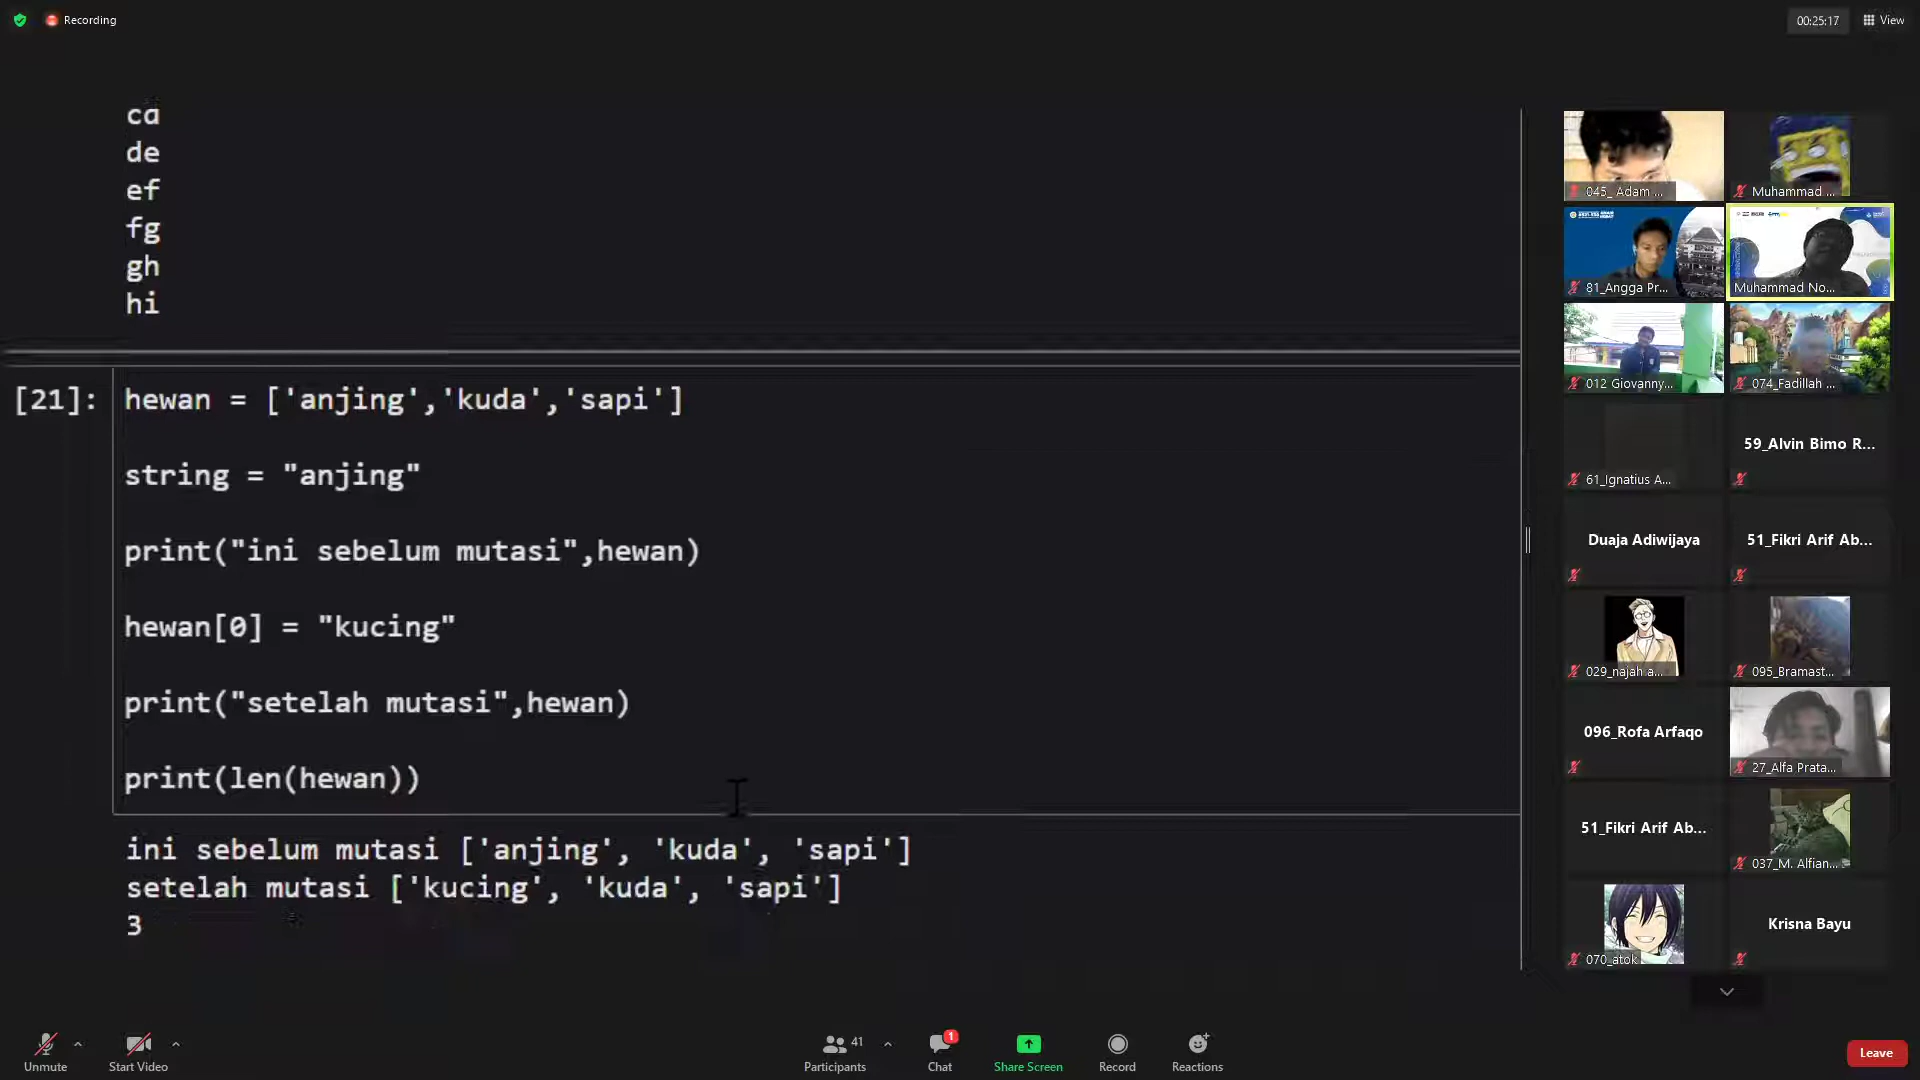 Recording
00:25:17
View
ca
de
ef
fg
gh
hi
[21]:
hewan = ['anjing','kuda','sapi']
string = "anjing"
print("ini sebelum mutasi",hewan)
hewan[0] = "kucing"
print("setelah mutasi",hewan)
print(len(hewan))
ini sebelum mutasi ['anjing', 'kuda', 'sapi']
setelah mutasi ['kucing', 'kuda', 'sapi']
3
045_ Adam ...
Muhammad ...
81_Angga Pr...
Muhammad No...
012 Giovanny...
074_Fadillah ...
61_Ignatius A...
59_Alvin Bimo R...
Duaja Adiwijaya
51_Fikri Arif Ab...
029_najah a...
095_Bramast...
096_Rofa Arfaqo
27_Alfa Prata...
51_Fikri Arif Ab...
037_M. Alfian...
070_atok
Krisna Bayu
Unmute
Start Video
41
Participants
1
Chat
Share Screen
Record
Reactions
Leave